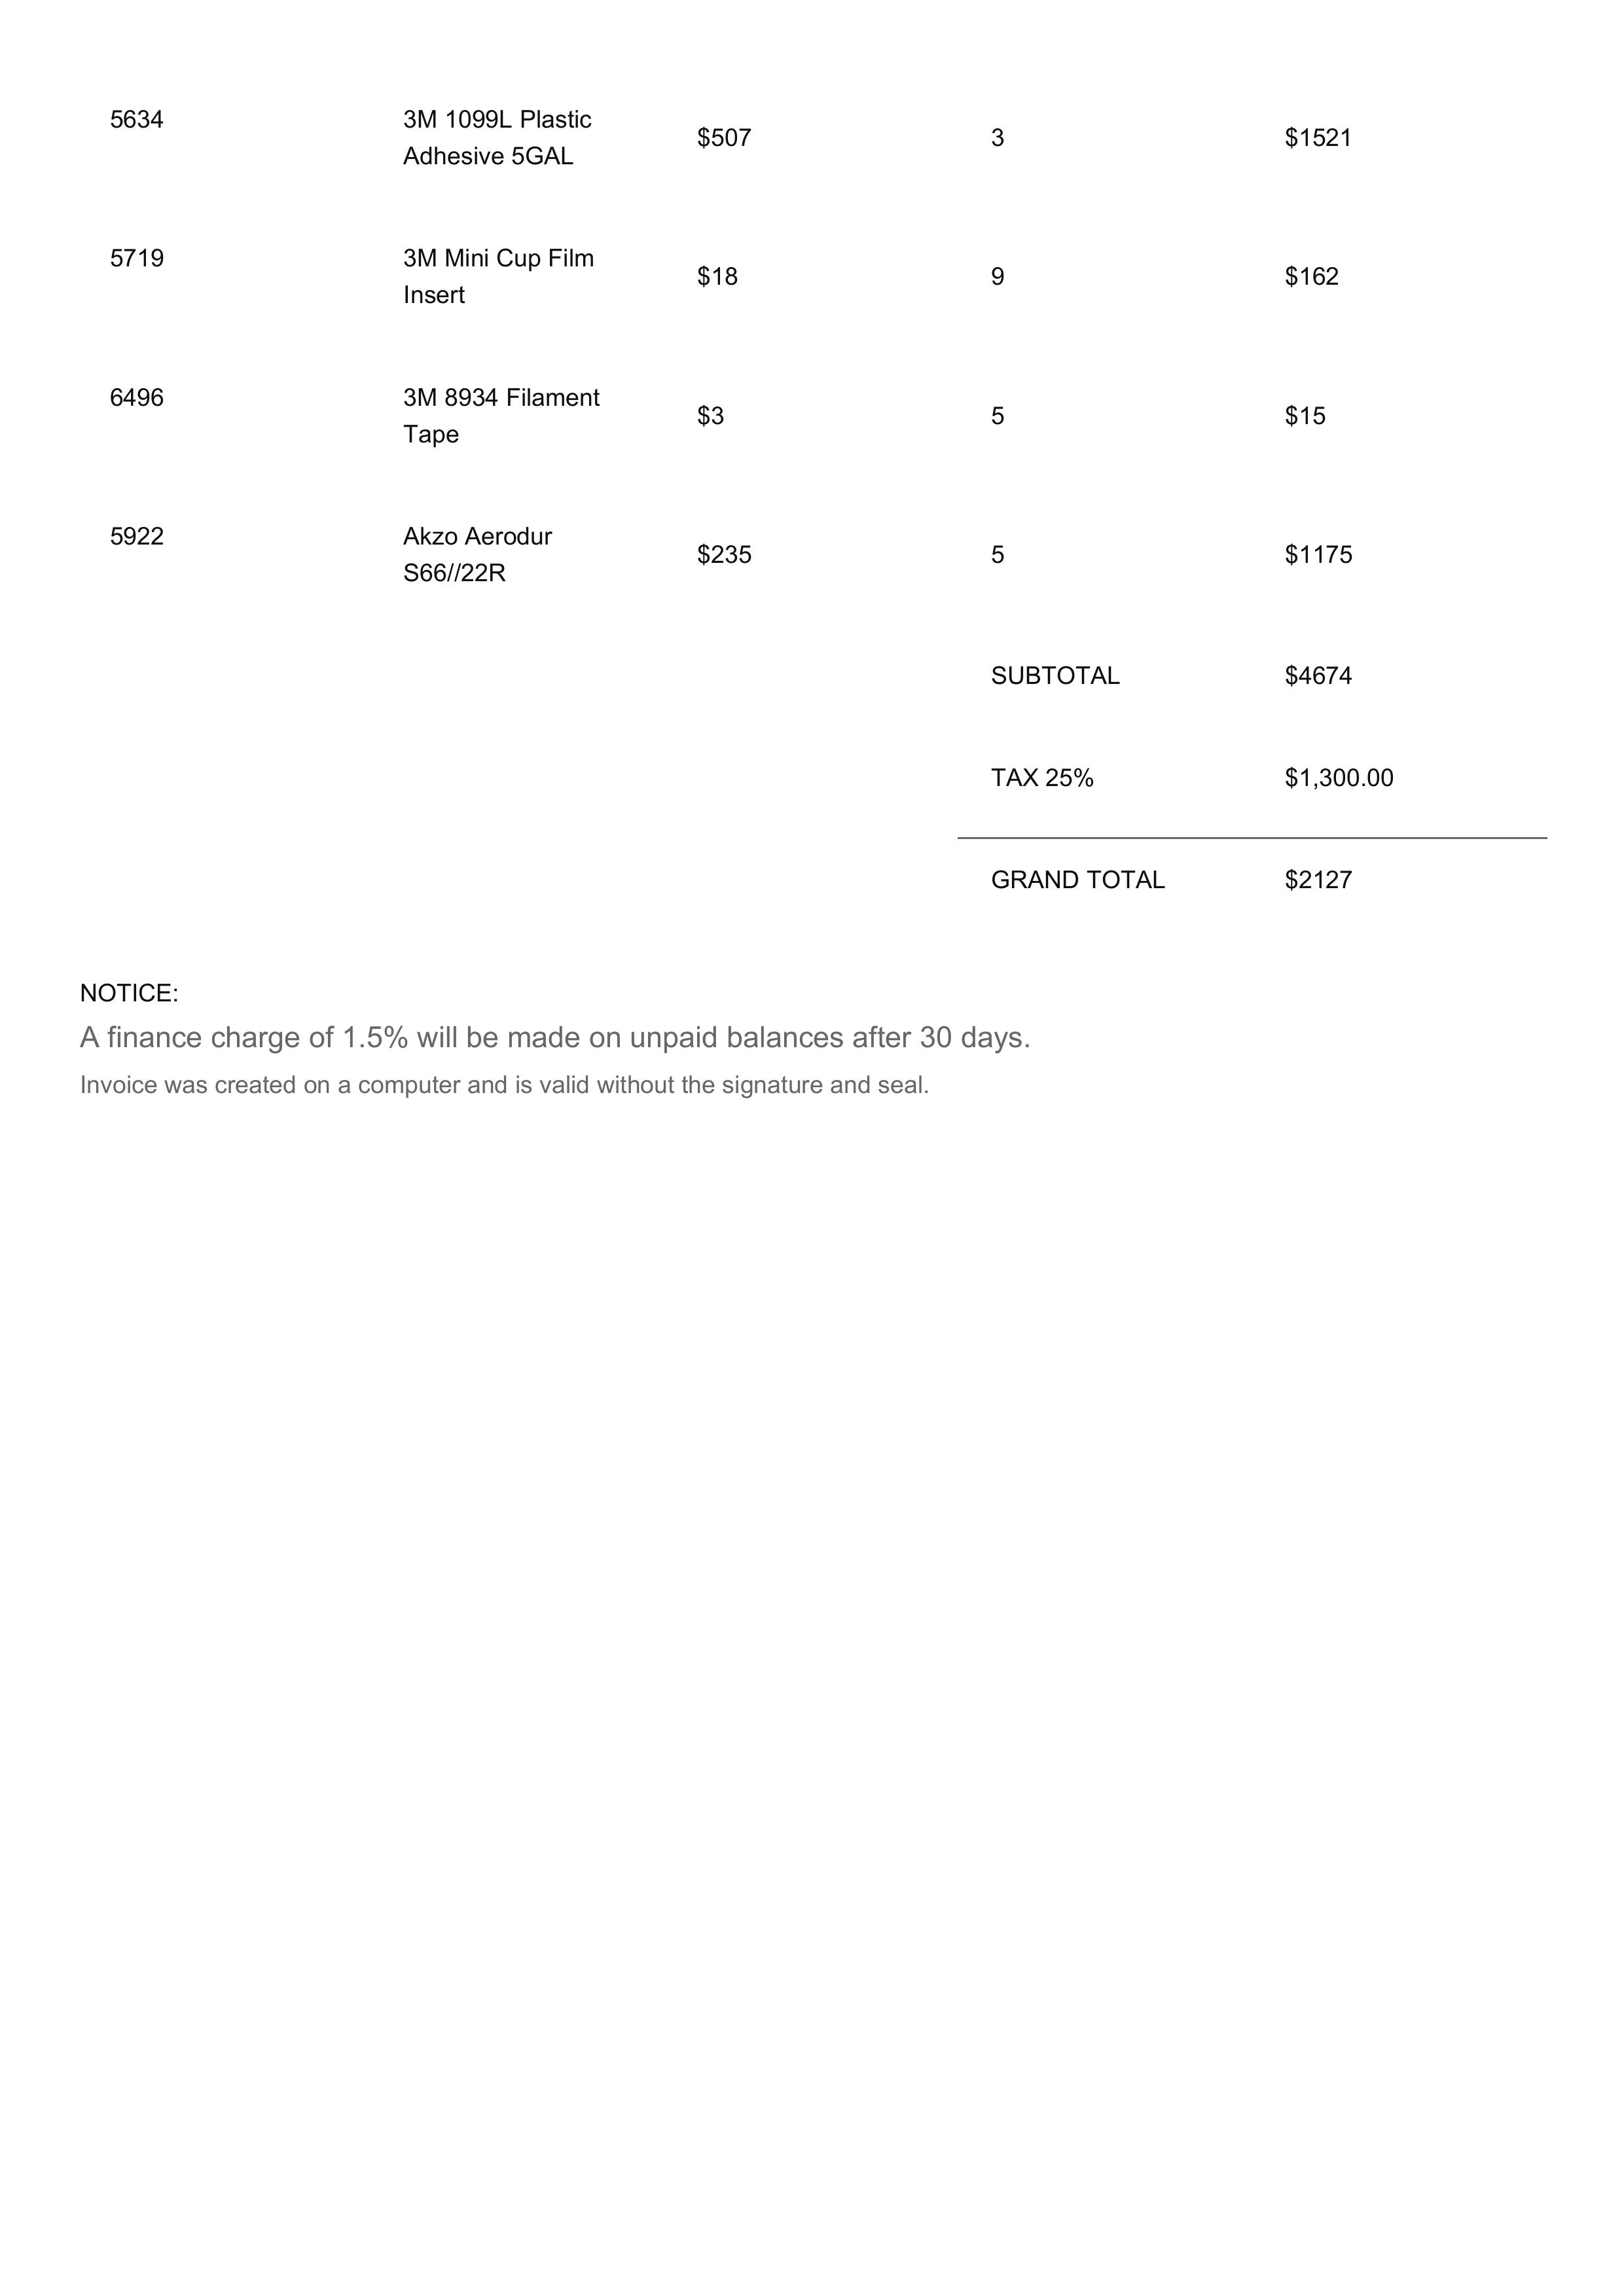 5634 3M 1099L Plastic
Adhesive 5GAL $507 3 $1521
5719 3M Mini Cup Film
Insert $18 9 $162
6496 3M 8934 Filament
Tape $3 5 $15
5922 Akzo Aerodur
S66//22R $235 5 $1175
SUBTOTAL $4674
TAX 25% $1,300.00
GRAND TOTAL $2127
NOTICE:
A finance charge of 1.5% will be made on unpaid balances after 30 days.
Invoice was created on a computer and is valid without the signature and seal.